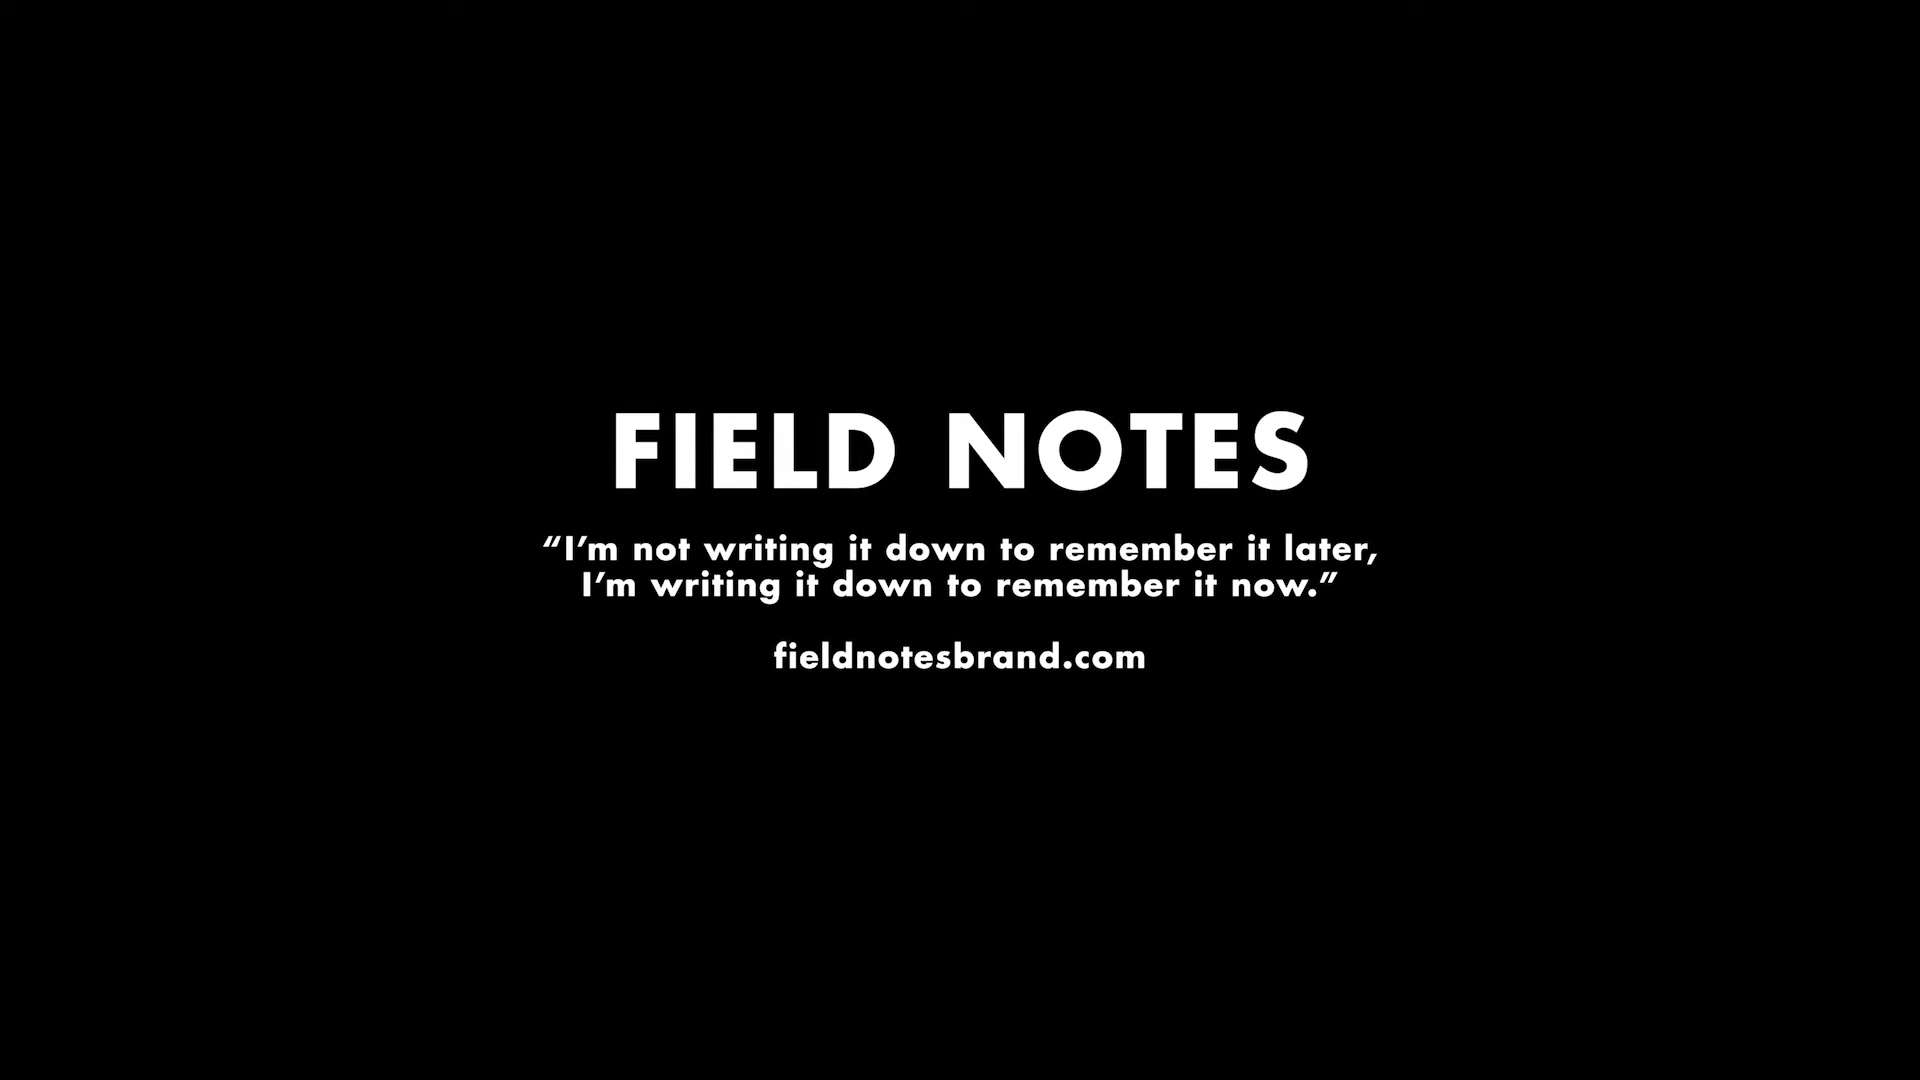 FIELD NOTES
“I’m not writing it down to remember it later,
I’m writing it down to remember it now.”
fieldnotesbrand.com